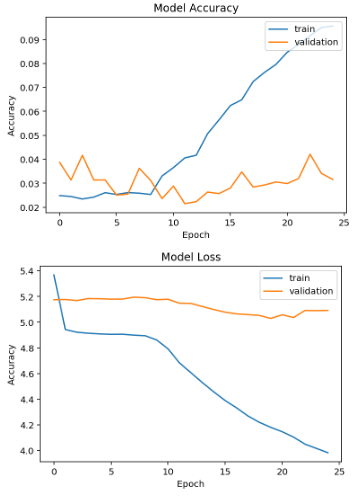 Model Accuracy
train
validation
0.09
0.08
0.07
0.06
0.05
0.04
0.03
0.02
Accuracy
0 5 10 15 20 25
Epoch
Model Loss
train
validation
5.4
5.2
5.0
4.8
4.6
4.4
4.2
4.0
Accuracy
0 5 10 15 20 25
Epoch